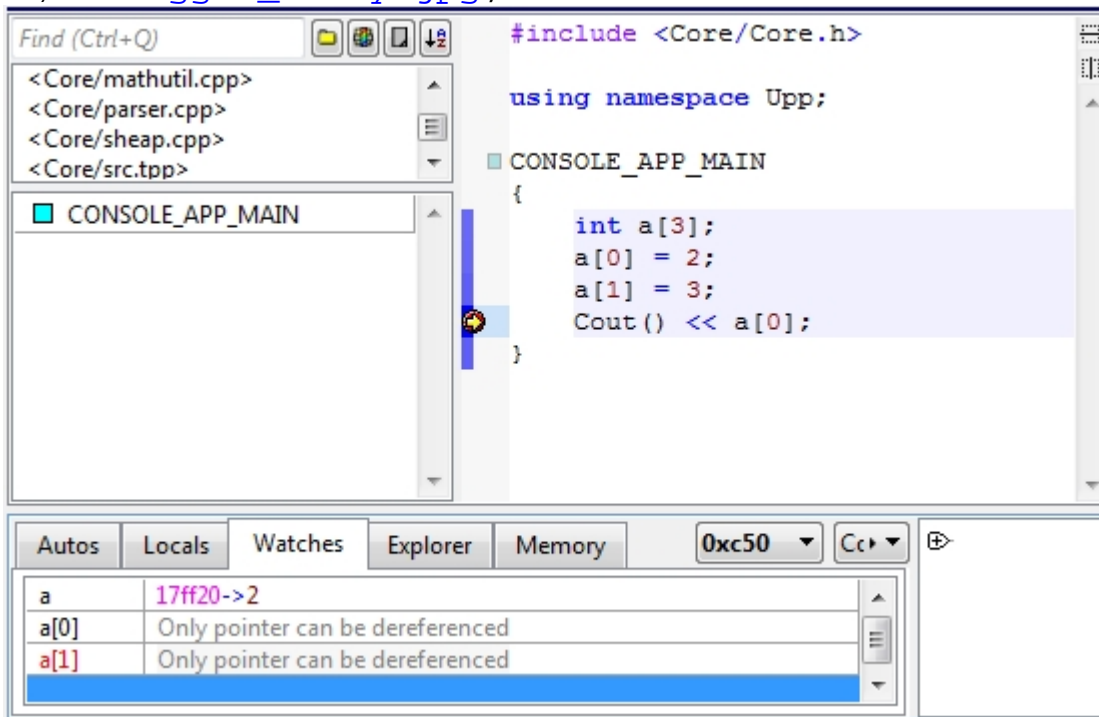 Find (Ctrl+Q)
<Core/mathutil.cpp>
<Core/parser.cpp>
<Core/sheap.cpp>
<Core/src.tpp>
CONSOLE_APP_MAIN
#include <Core/Core.h>
using namespace Upp;
CONSOLE_APP_MAIN
{
int a[3];
a[0] = 2;
a[1] = 3;
Cout() << a[0];
}
Autos Locals Watches Explorer Memory 0xc50
a 17ff20->2
a[0] Only pointer can be dereferenced
a[1] Only pointer can be dereferenced